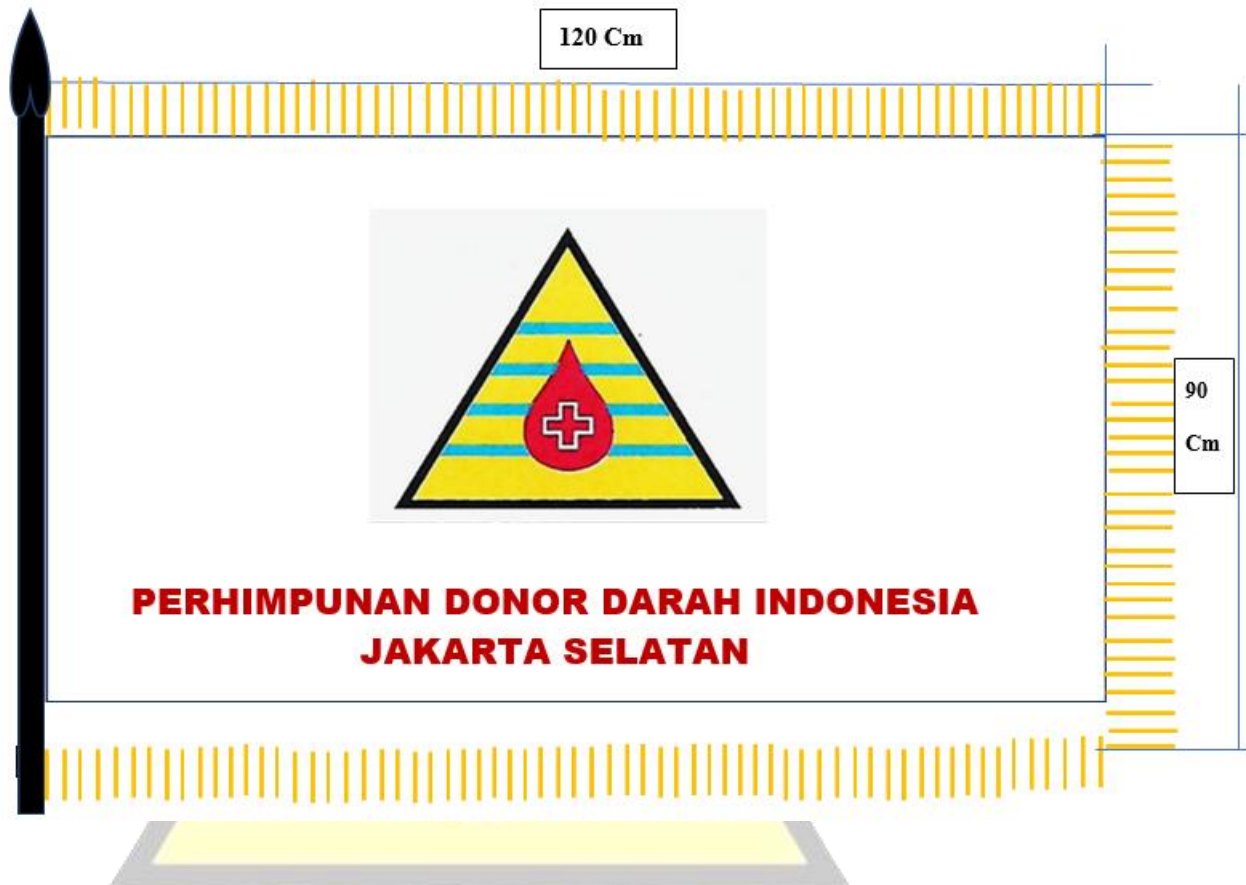 120 Cm
90
Cm
PERHIMPUNAN DONOR DARAH INDONESIA
JAKARTA SELATAN